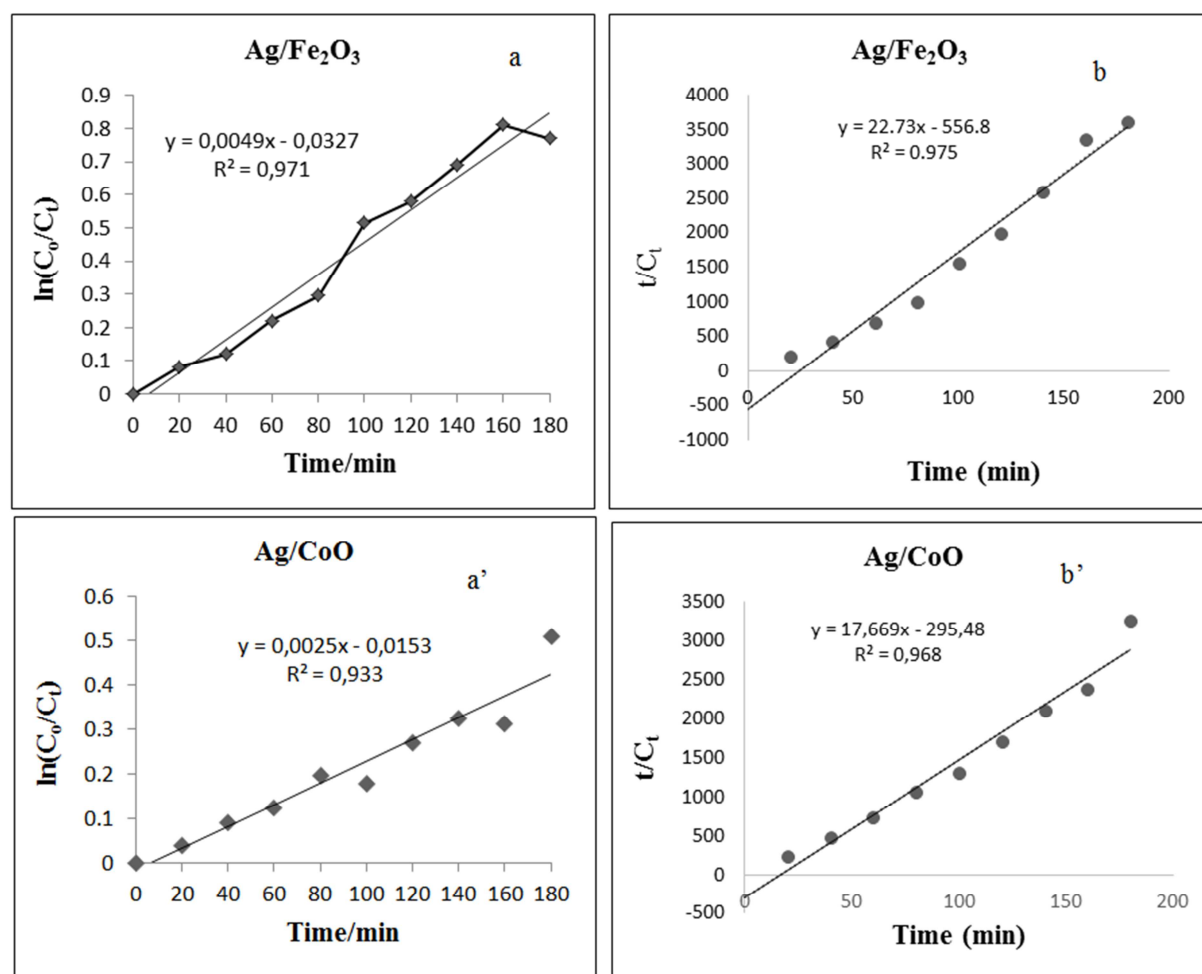 Ag/Fe₂O₃
a
y = 0,0049x - 0,0327
R² = 0,971
ln(Cₒ/Cₜ)
0.9
0.8
0.7
0.6
0.5
0.4
0.3
0.2
0.1
0
0 20 40 60 80 100 120 140 160 180
Time/min
Ag/Fe₂O₃
b
y = 22.73x - 556.8
R² = 0.975
t/Cₜ
4000
3500
3000
2500
2000
1500
1000
500
0
-500
-1000
0 50 100 150 200
Time (min)
Ag/CoO
a’
y = 0,0025x - 0,0153
R² = 0,933
ln(Cₒ/Cₜ)
0.6
0.5
0.4
0.3
0.2
0.1
0
0 20 40 60 80 100 120 140 160 180
Time/min
Ag/CoO
b’
y = 17,669x - 295,48
R² = 0,968
t/Cₜ
3500
3000
2500
2000
1500
1000
500
0
-500
0 50 100 150 200
Time (min)